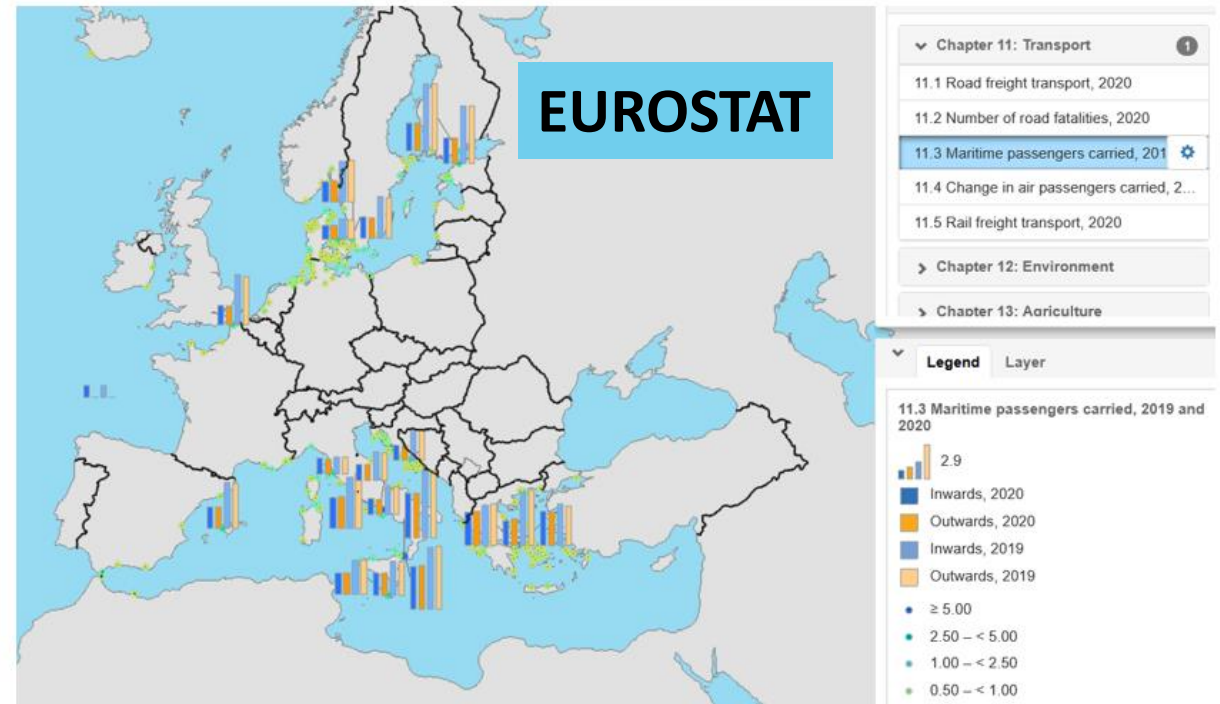 EUROSTAT
Chapter 11: Transport
1
11.1 Road freight transport, 2020
11.2 Number of road fatalities, 2020
11.3 Maritime passengers carried, 201
11.4 Change in air passengers carried, 2...
11.5 Rail freight transport, 2020
Chapter 12: Environment
Chapter 13: Agriculture
Legend Layer
11.3 Maritime passengers carried, 2019 and
2020
2.9
Inwards, 2020
Outwards, 2020
Inwards, 2019
Outwards, 2019
≥ 5.00
2.50 – < 5.00
1.00 – < 2.50
0.50 – < 1.00